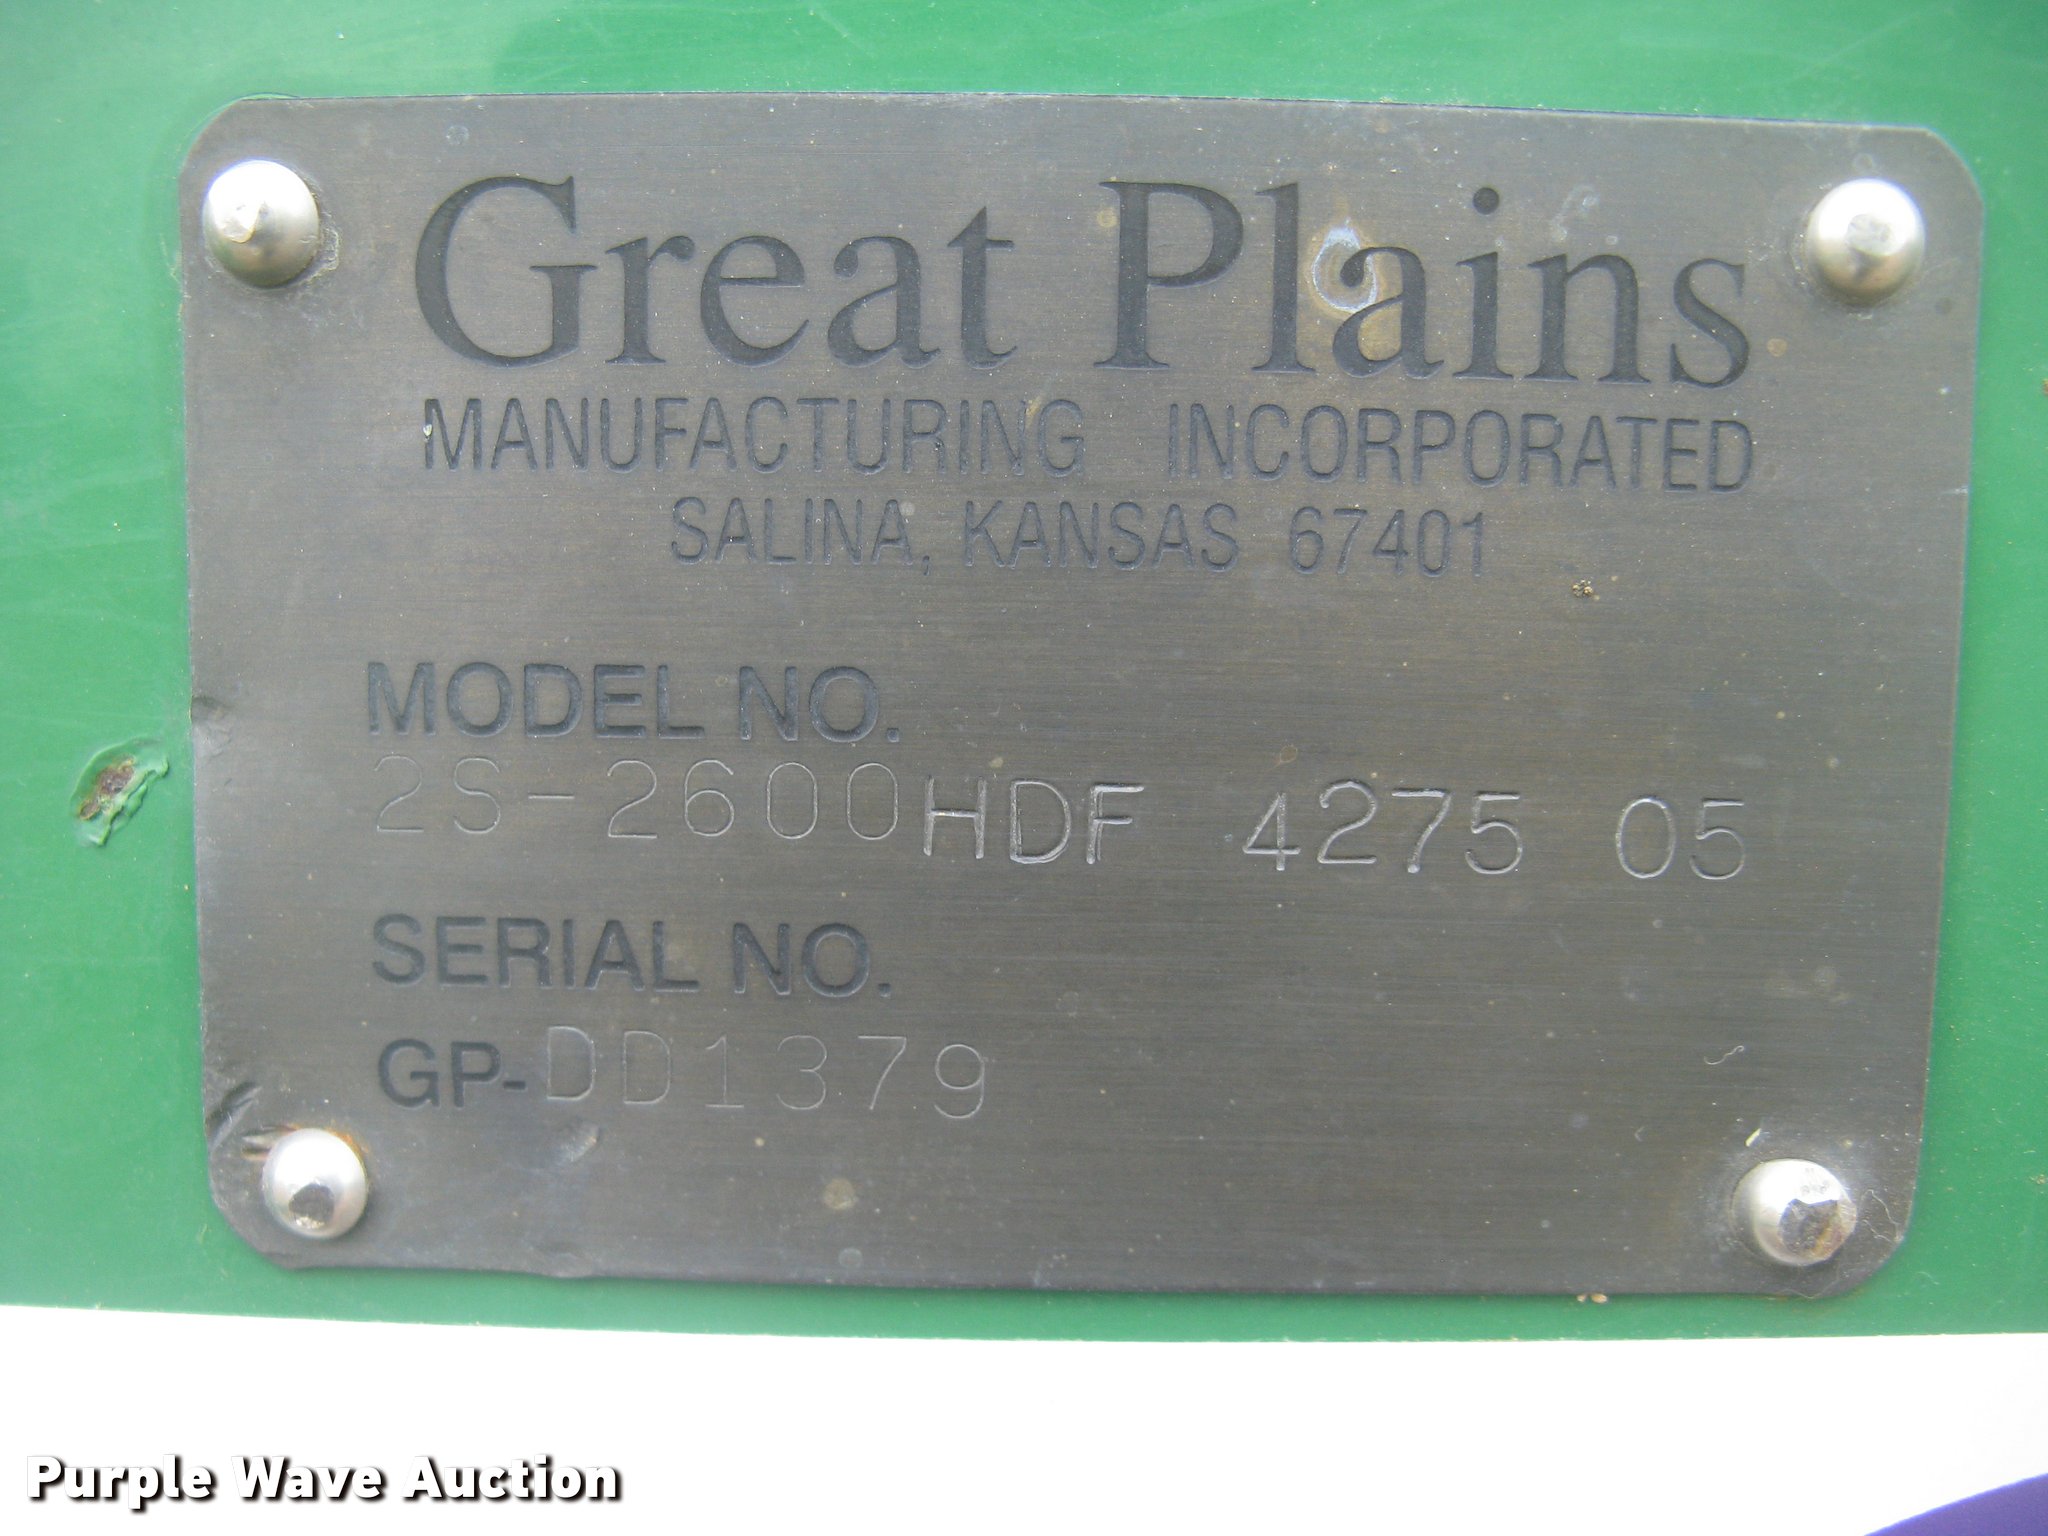 Great Plains
MANUFACTURING INCORPORATED
SALINA, KANSAS 67401
MODEL NO.
2S-2600HDF 4275 05
SERIAL NO.
GP-DD1379
Purple Wave Auction